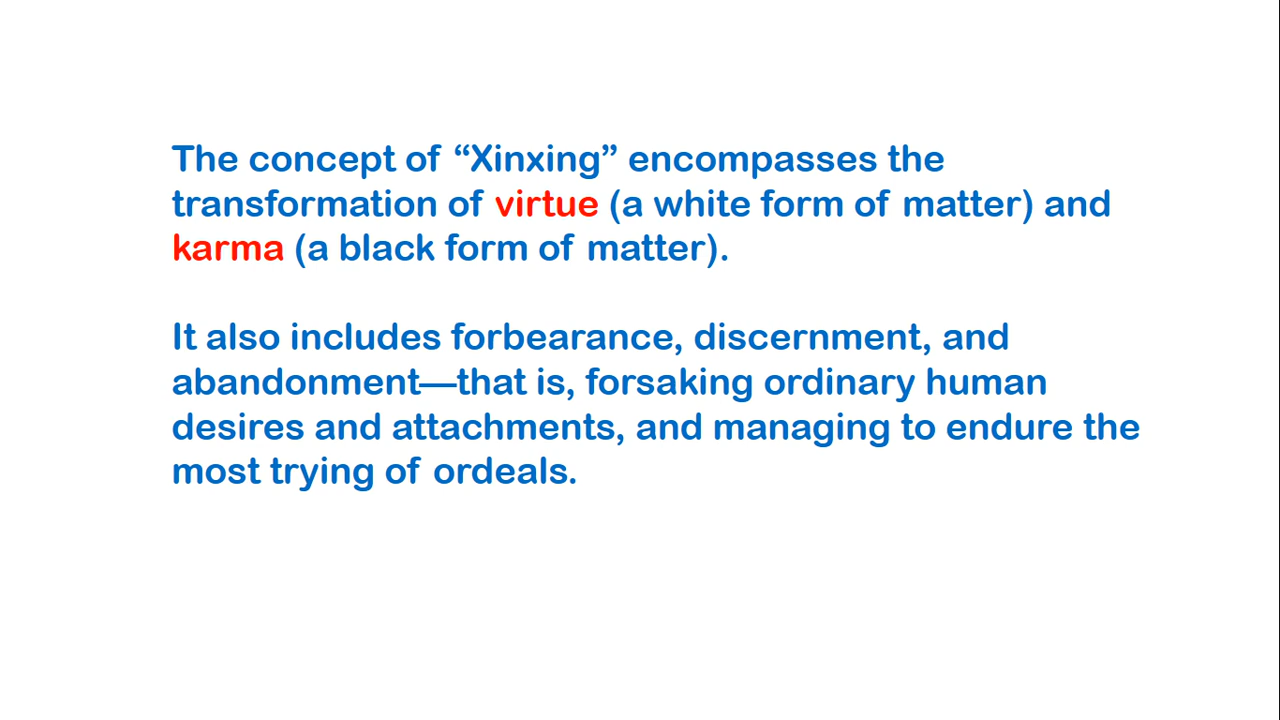 The concept of “Xinxing” encompasses the
transformation of virtue (a white form of matter) and
karma (a black form of matter).
It also includes forbearance, discernment, and
abandonment—that is, forsaking ordinary human
desires and attachments, and managing to endure the
most trying of ordeals.